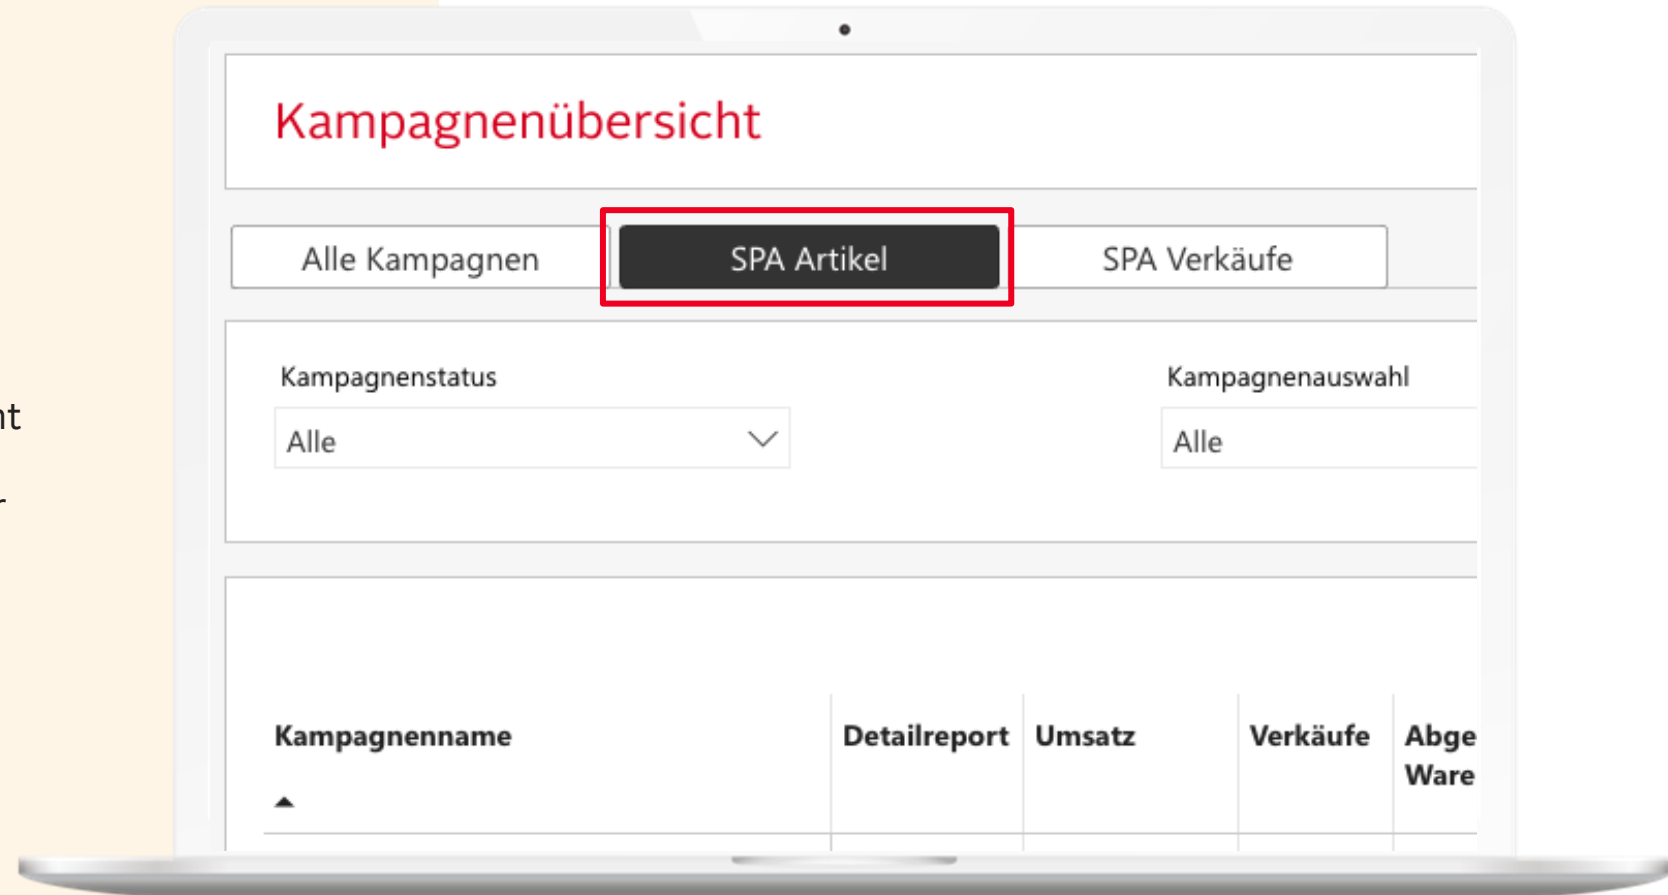 Kampagnenübersicht
Alle Kampagnen
SPA Artikel
SPA Verkäufe
Kampagnenstatus
Kampagnenauswahl
Alle
Alle
Kampagnenname
Detailreport
Umsatz
Verkäufe
Abge
Ware